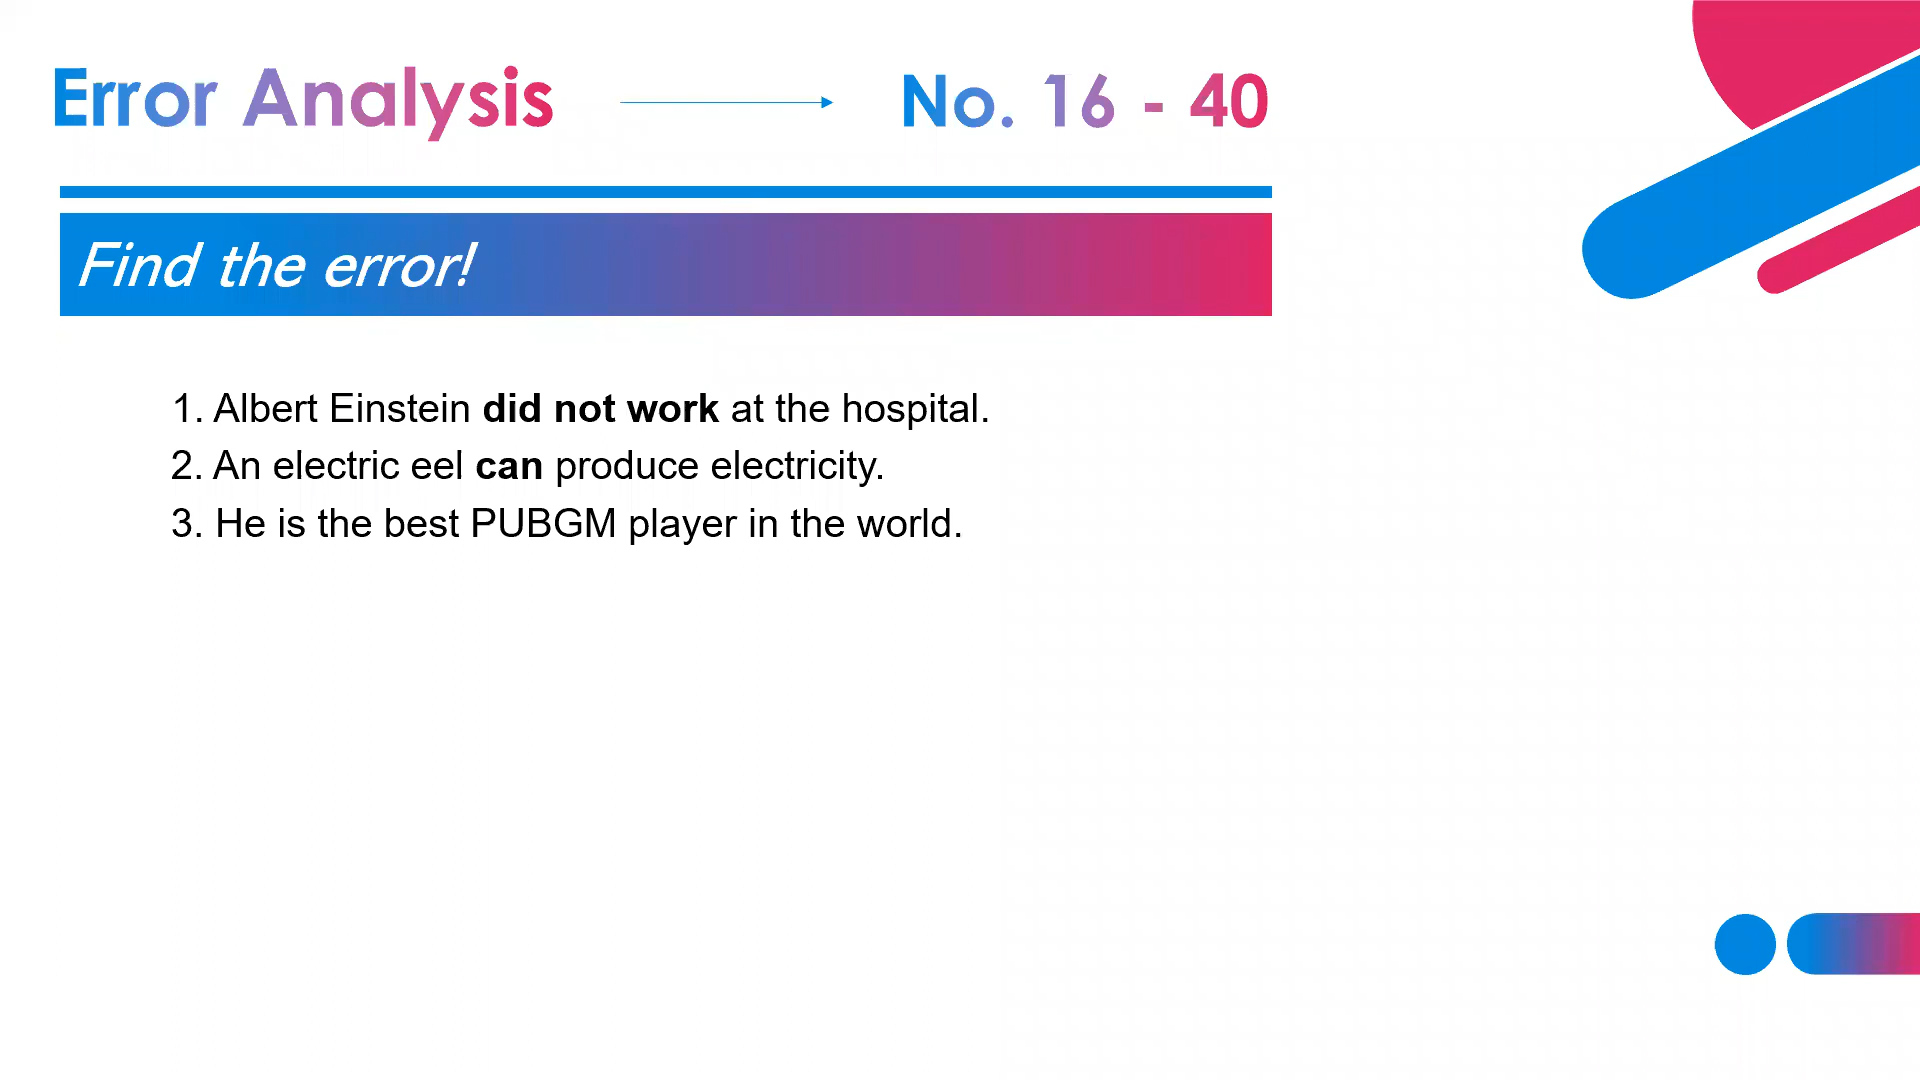 Error Analysis No. 16 - 40
Find the error!
1. Albert Einstein did not work at the hospital.
2. An electric eel can produce electricity.
3. He is the best PUBGM player in the world.